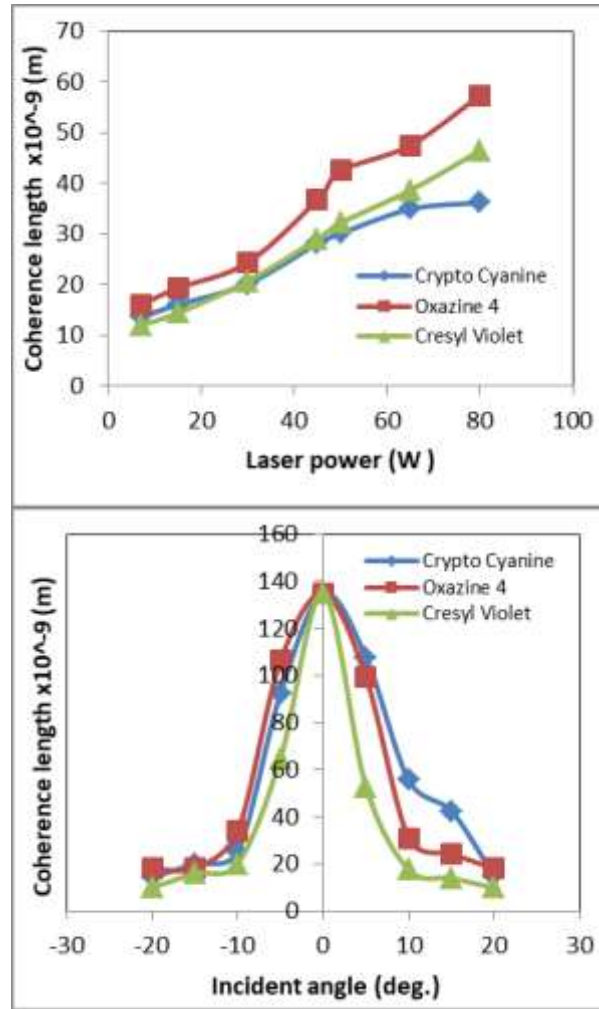 Coherence length x10^-9 (m)
70
60
50
40
30
20
10
0
Crypto Cyanine
Oxazine 4
Cresyl Violet
0 20 40 60 80 100
Laser power (W )
Coherence length x10^-9 (m)
160
140
120
100
80
60
40
20
0
Crypto Cyanine
Oxazine 4
Cresyl Violet
-30 -20 -10 0 10 20 30
Incident angle (deg.)